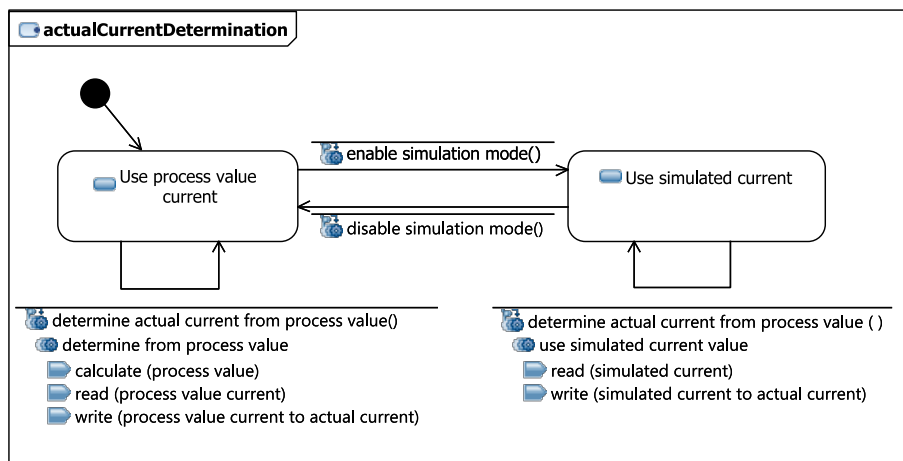 actualCurrentDetermination
Use process value
current
enable simulation mode()
Use simulated current
disable simulation mode()
determine actual current from process value()
determine from process value
calculate (process value)
read (process value current)
write (process value current to actual current)
determine actual current from process value ( )
use simulated current value
read (simulated current)
write (simulated current to actual current)